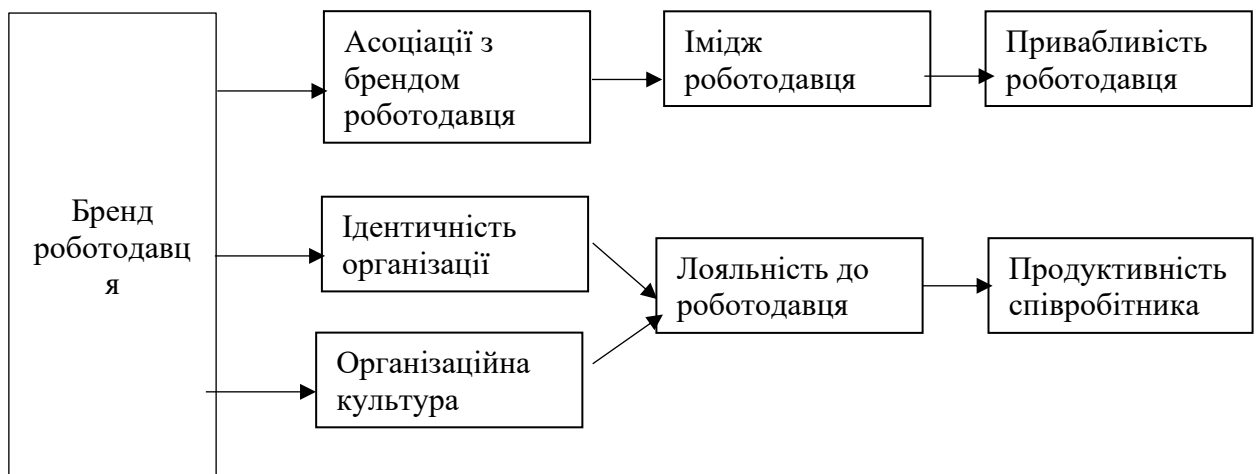 Асоціації з
брендом
роботодавця
Імідж
роботодавця
Привабливість
роботодавця
Бренд
роботодавц
я
Ідентичність
організації
Лояльність до
роботодавця
Продуктивність
співробітника
Організаційна
культура